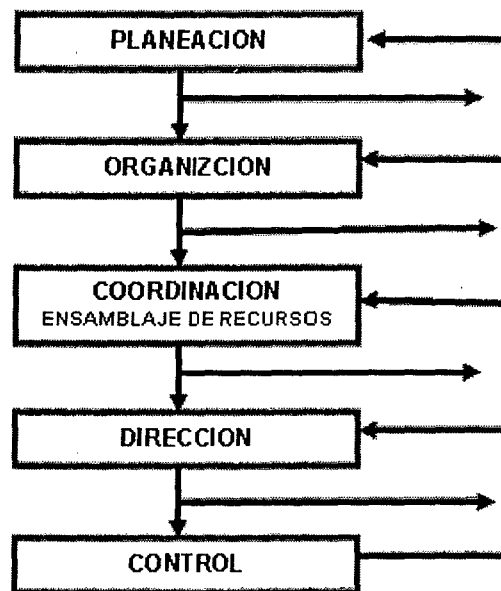 PLANEACION
ORGANIZCION
COORDINACION
ENSAMBLAJE DE RECURSOS
DIRECCION
CONTROL